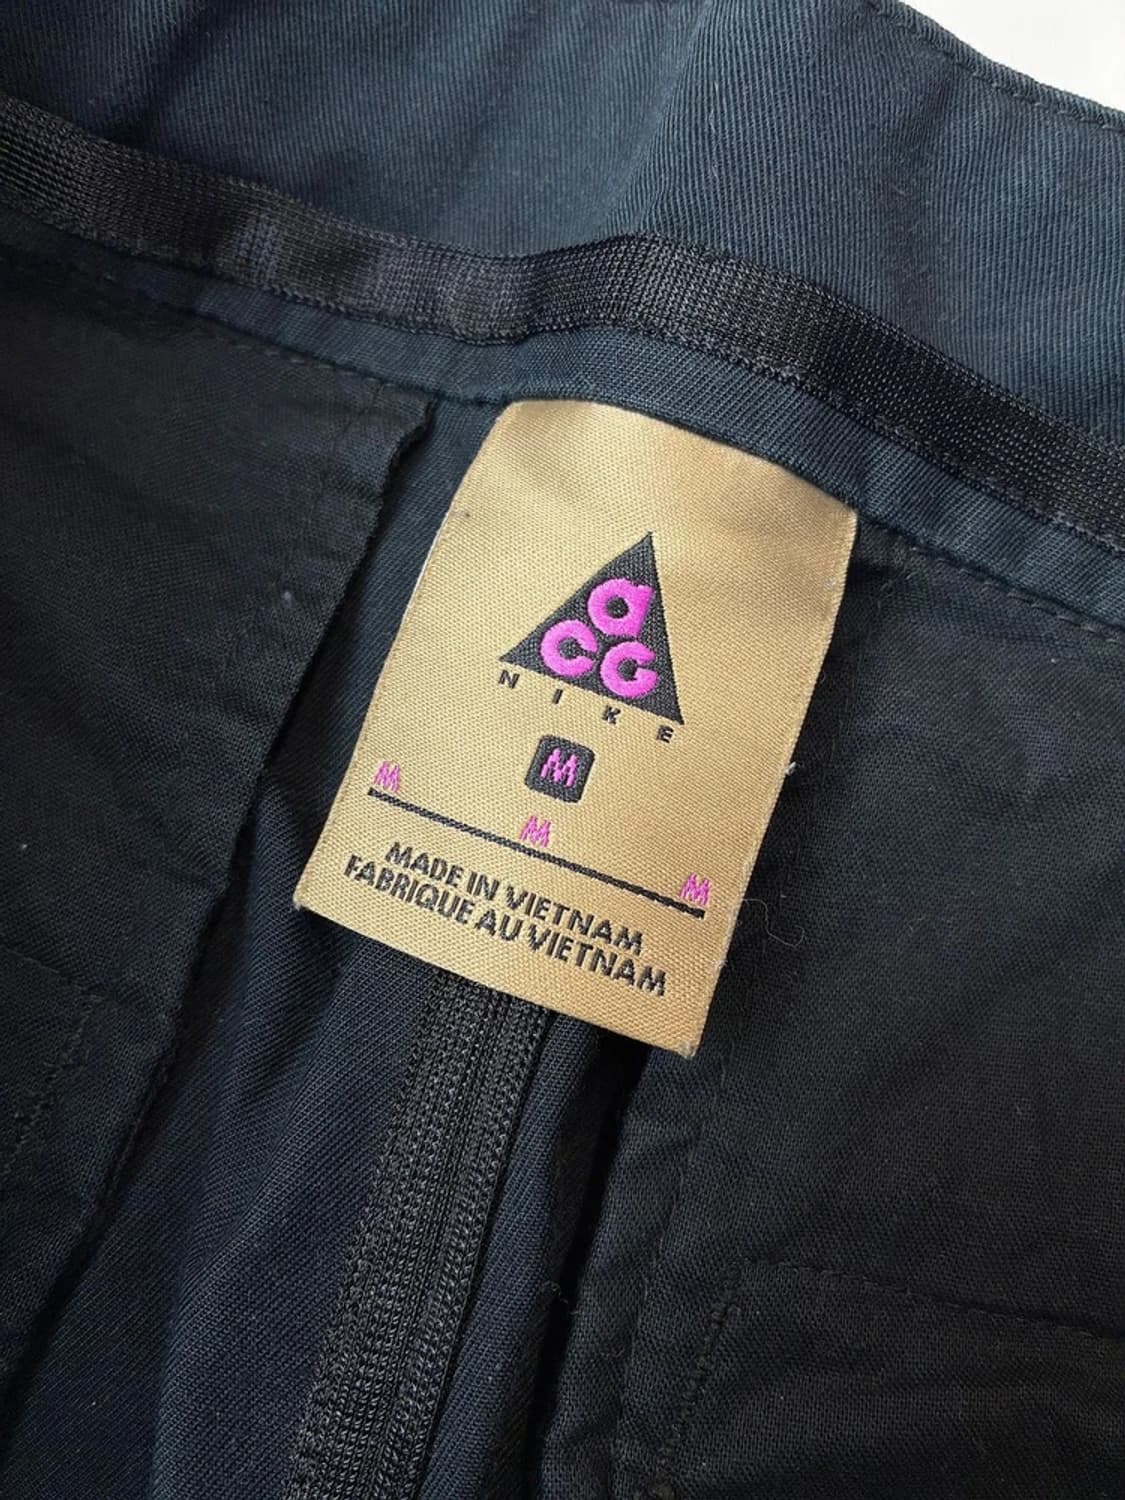 aCG
NIKE
M
M M M
MADE IN VIETNAM
FABRIQUE AU VIETNAM